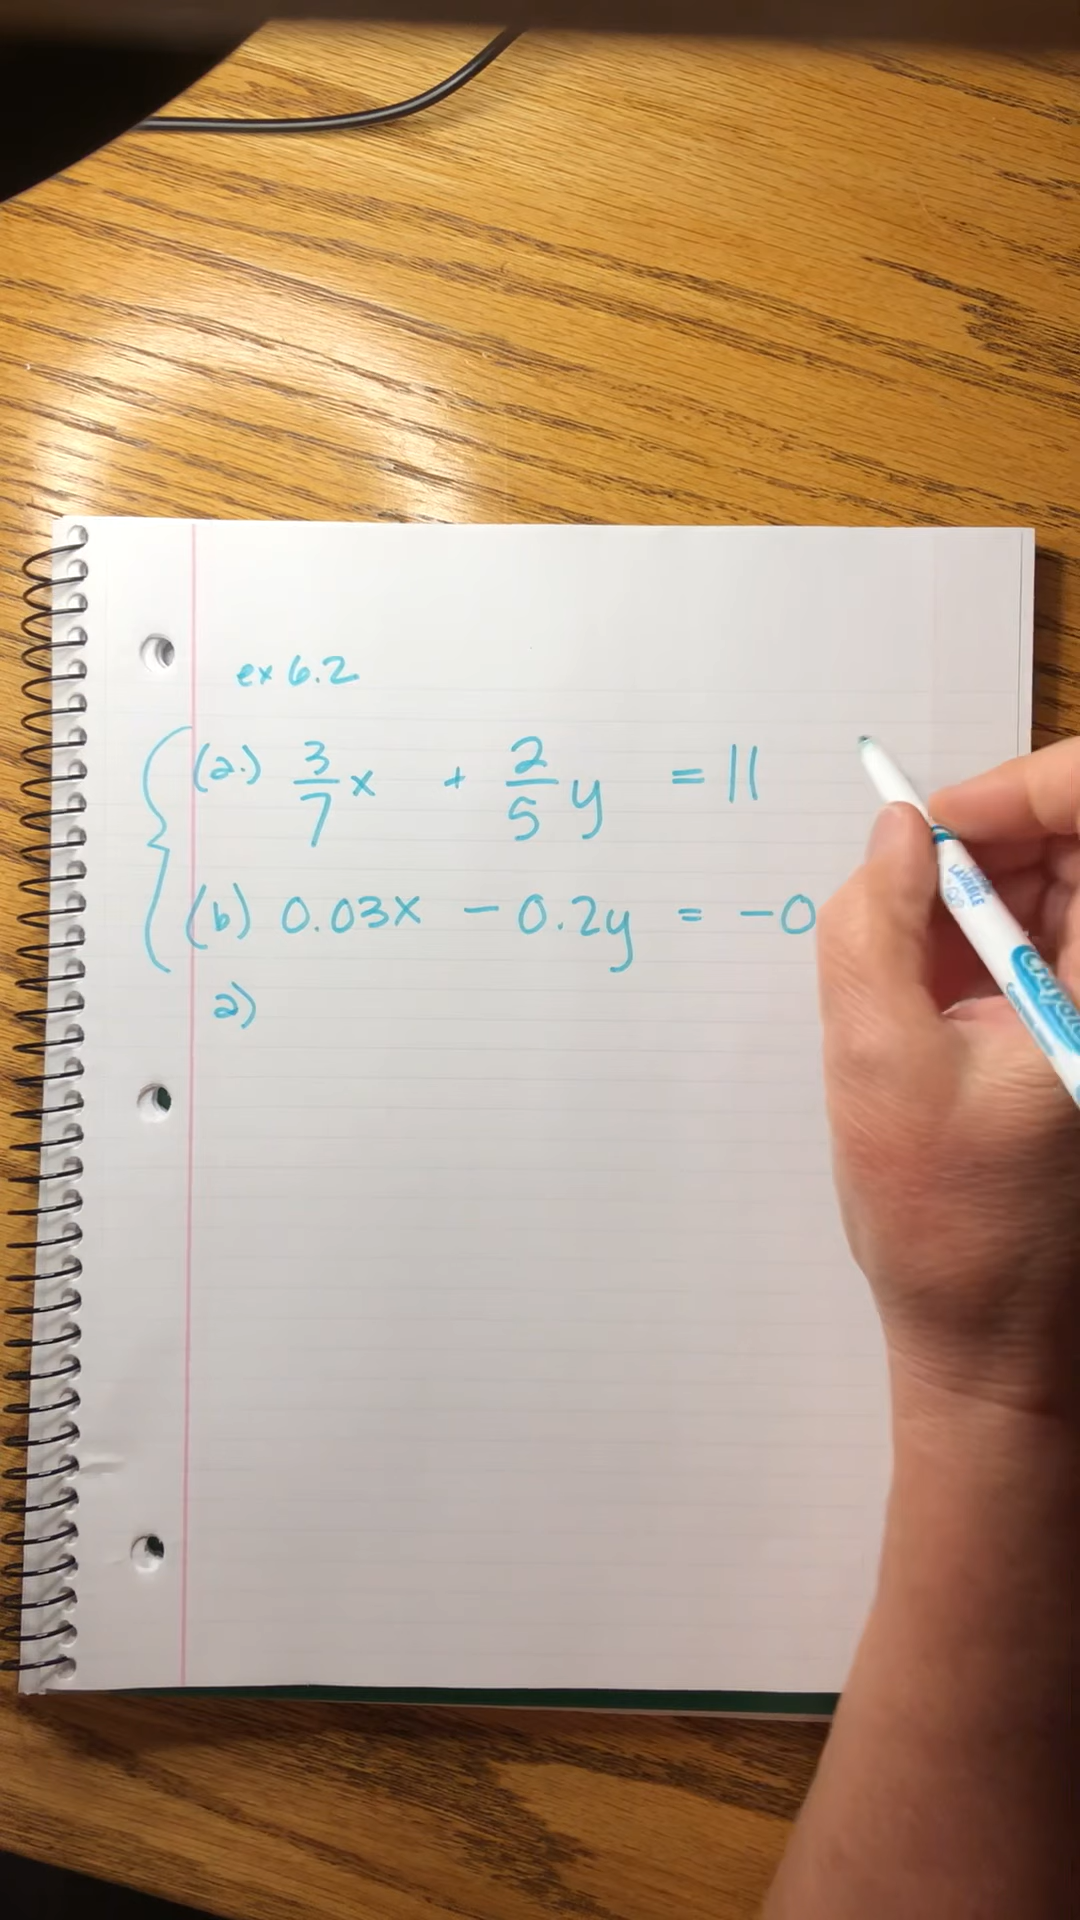 ex 6.2
(a.) 3/7 x + 2/5 y = 11
(b) 0.03x - 0.2y = -0
a)
Crayola